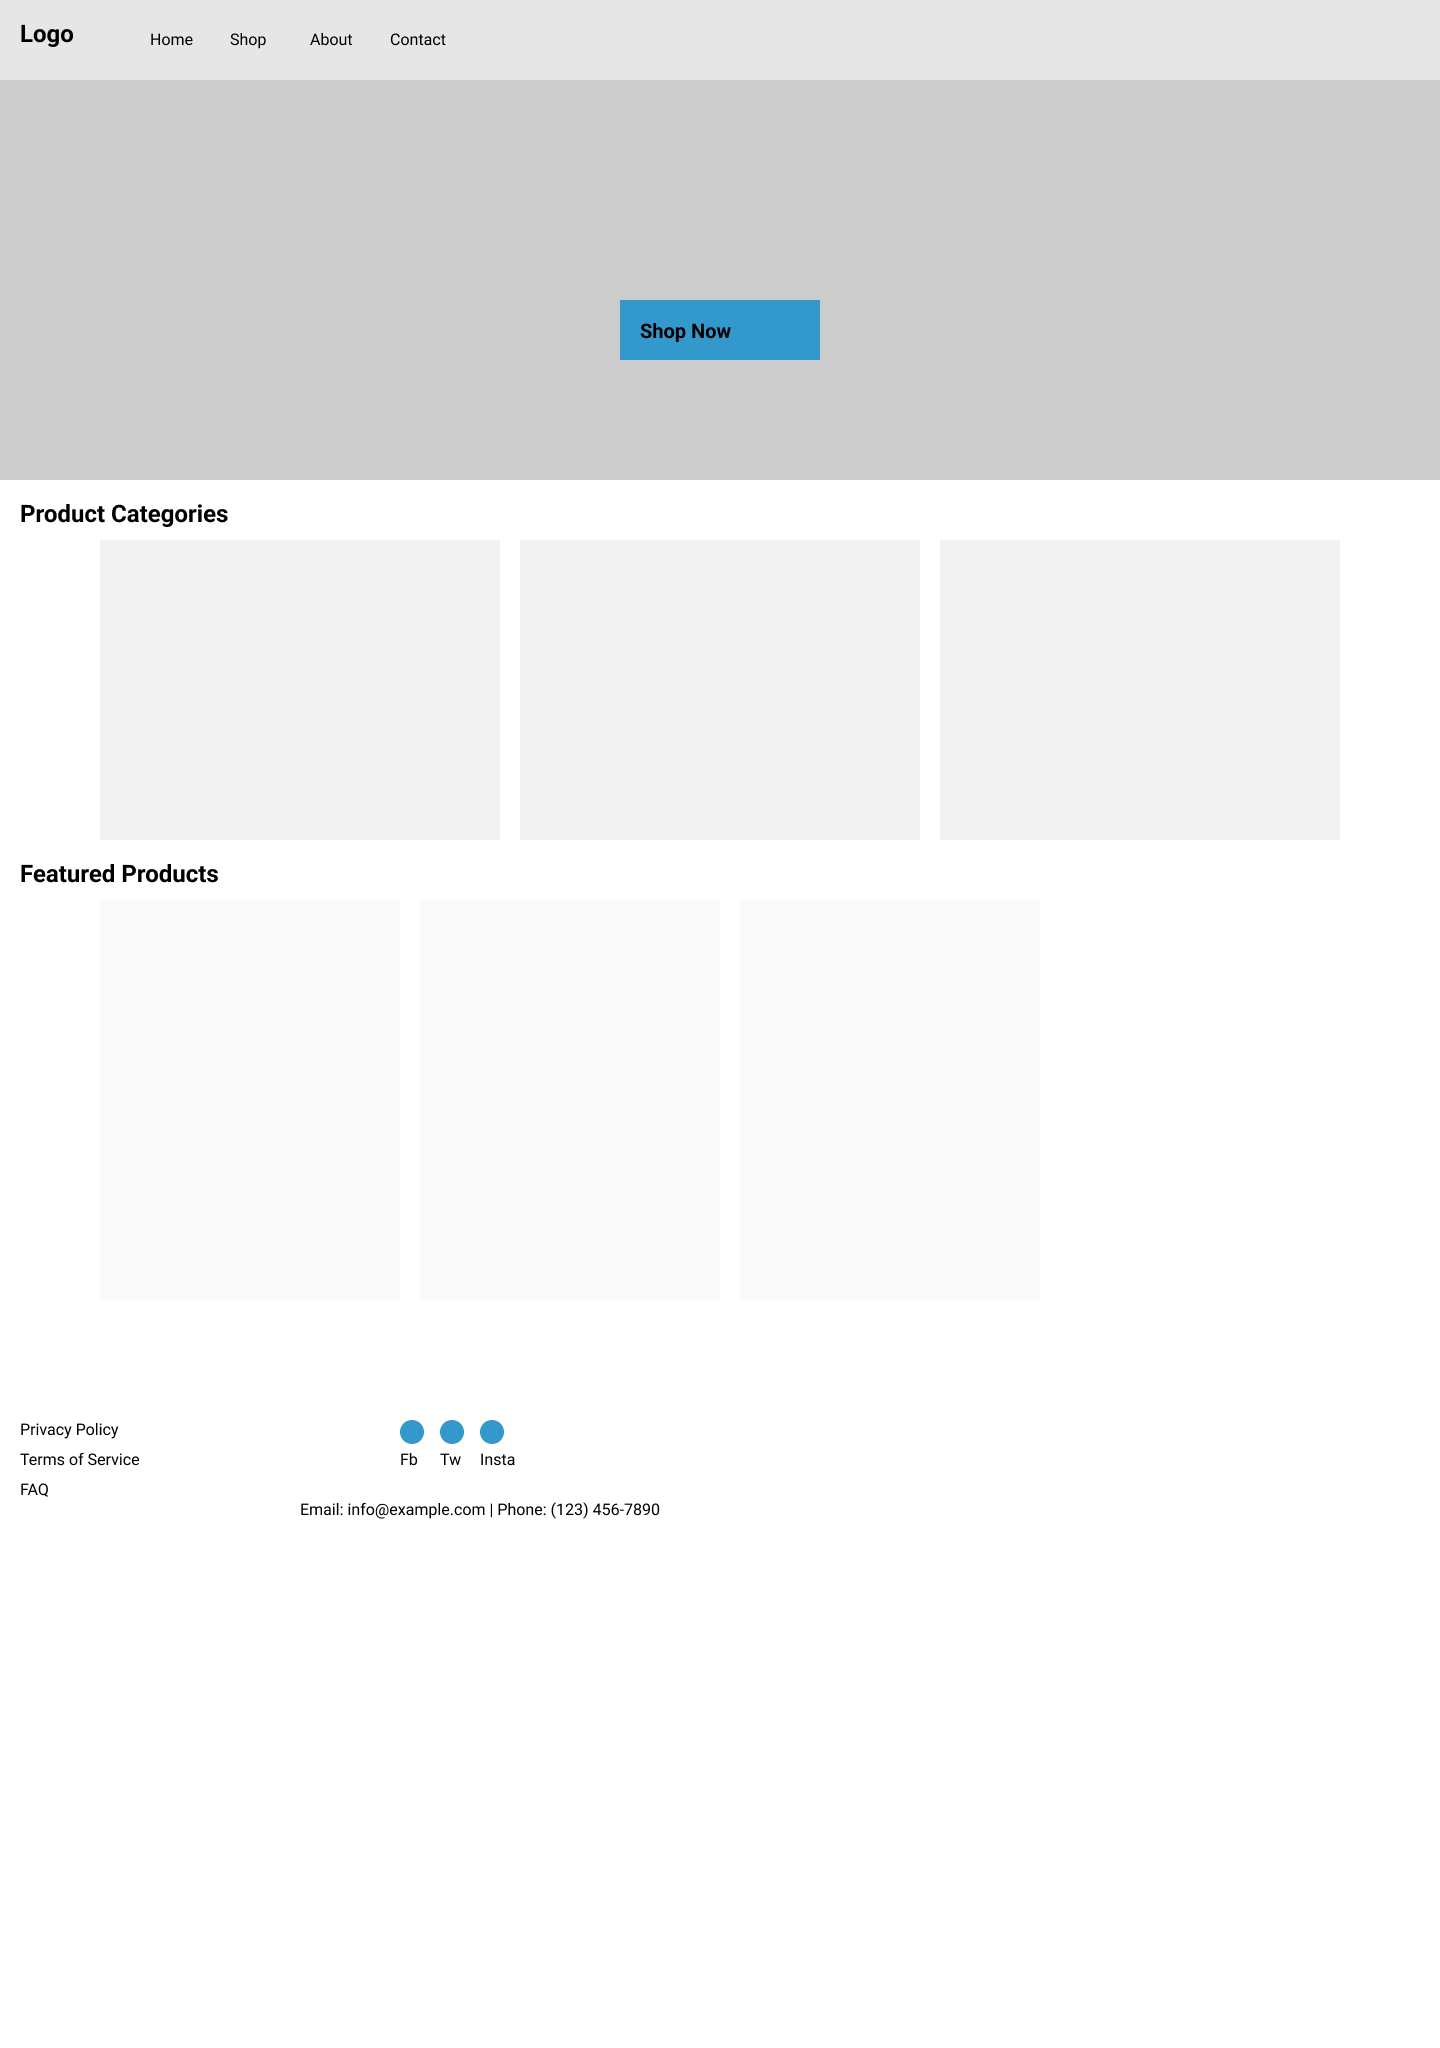 Logo
Home Shop About Contact
Shop Now
Product Categories
Featured Products
Privacy Policy
Terms of Service
FAQ
Fb Tw Insta
Email: info@example.com | Phone: (123) 456-7890